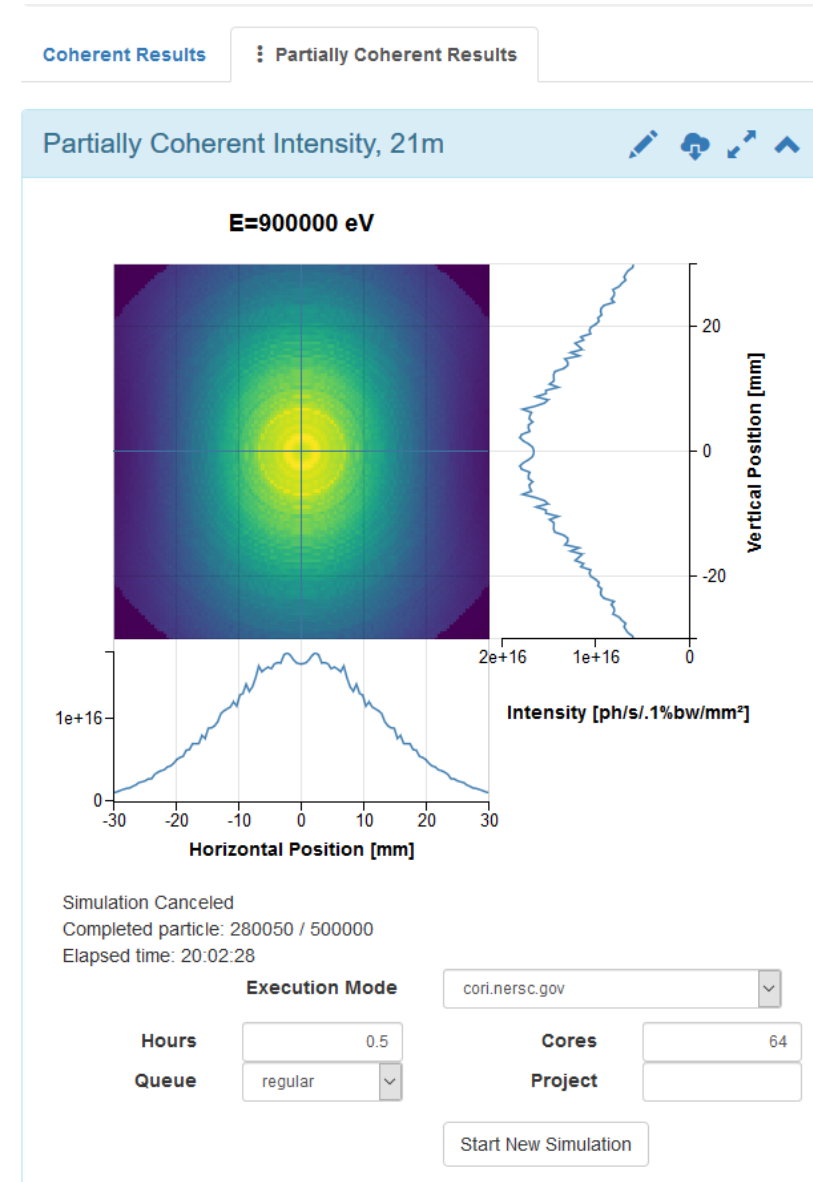 Coherent Results
Partially Coherent Results
Partially Coherent Intensity, 21m
E=900000 eV
20
0
-20
Vertical Position [mm]
2e+16 1e+16 0
Intensity [ph/s/.1%bw/mm²]
1e+16
0
-30 -20 -10 0 10 20 30
Horizontal Position [mm]
Simulation Canceled
Completed particle: 280050 / 500000
Elapsed time: 20:02:28
Execution Mode cori.nersc.gov
Hours 0.5 Cores 64
Queue regular Project
Start New Simulation